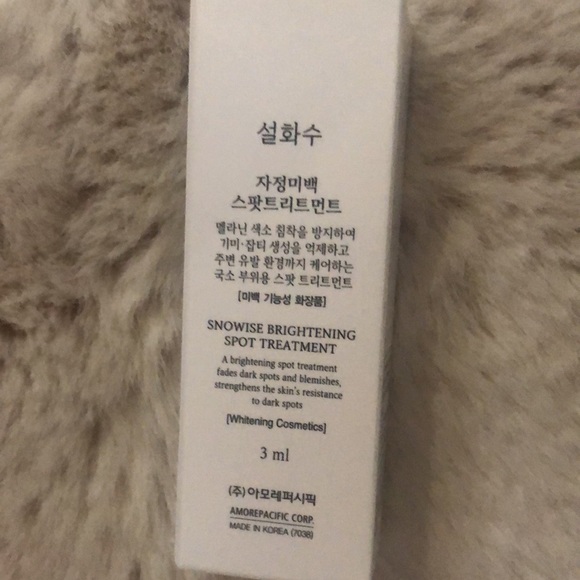 설화수
자정미백
스팟트리트먼트
멜라닌 색소 침착을 방지하여
기미·잡티 생성을 억제하고
주변 유발 환경까지 케어하는
국소 부위용 스팟 트리트먼트
[미백 기능성 화장품]
SNOWISE BRIGHTENING
SPOT TREATMENT
A brightening spot treatment
fades dark spots and blemishes,
strengthens the skin's resistance
to dark spots
[Whitening Cosmetics]
3 ml
(주)아모레퍼시픽
AMOREPACIFIC CORP.
MADE IN KOREA (7038)